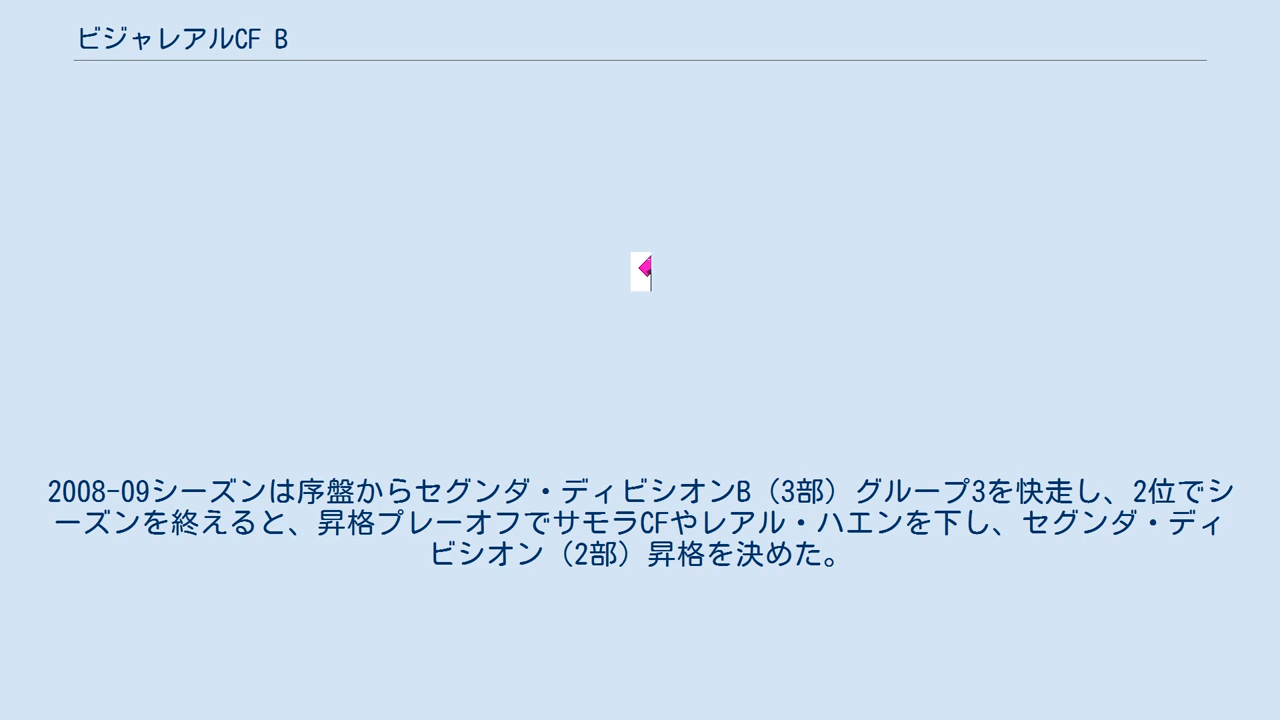 ビジャレアルCF B
2008-09シーズンは序盤からセグンダ・ディビシオンB（3部）グループ3を快走し、2位でシ
ーズンを終えると、昇格プレーオフでサモラCFやレアル・ハエンを下し、セグンダ・ディ
ビシオン（2部）昇格を決めた。